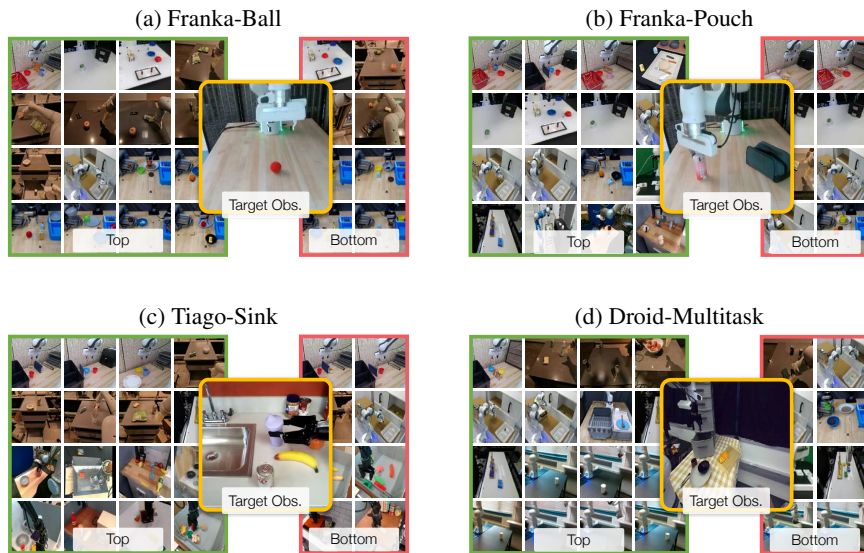 (a) Franka-Ball
(b) Franka-Pouch
Target Obs.
Top
Bottom
Target Obs.
Top
Bottom
(c) Tiago-Sink
(d) Droid-Multitask
Target Obs.
Top
Bottom
Target Obs.
Top
Bottom